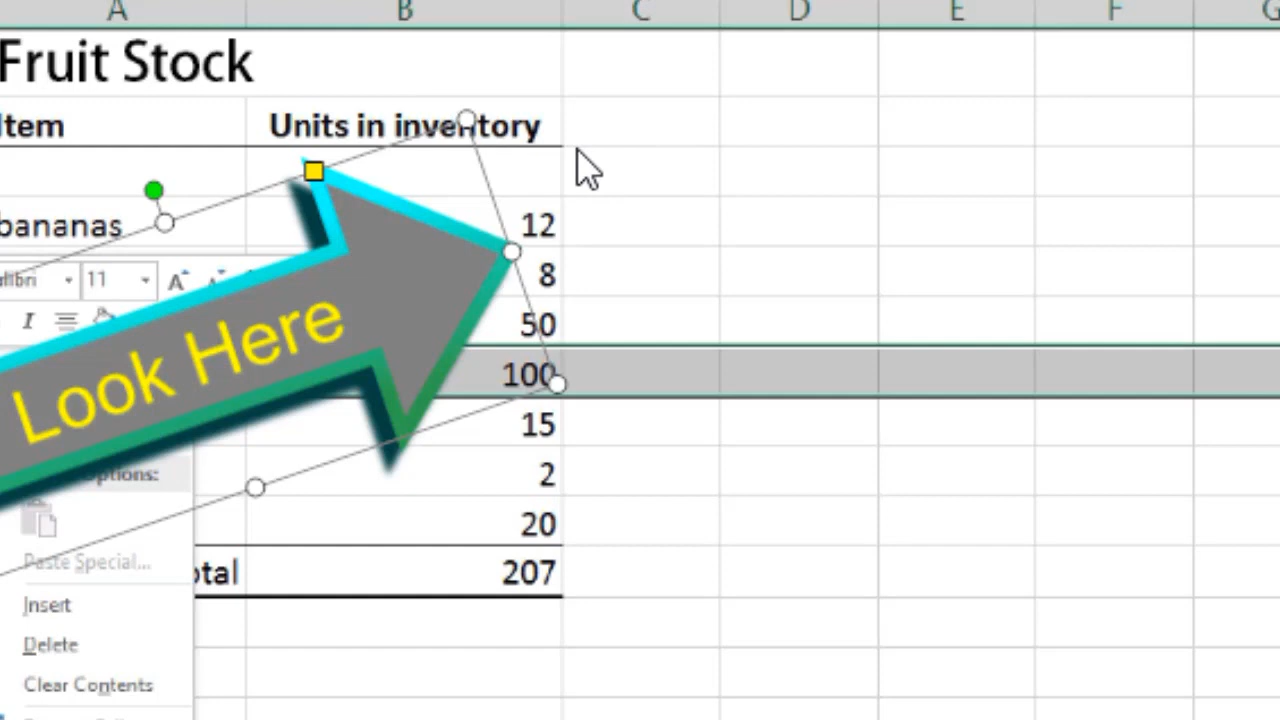 A B C D E F G
Fruit Stock
Item Units in inventory
bananas 12
11 A 8
I 50
Look Here
100
15
ptions: 2
20
Paste Special...
otal 207
Insert
Delete
Clear Contents